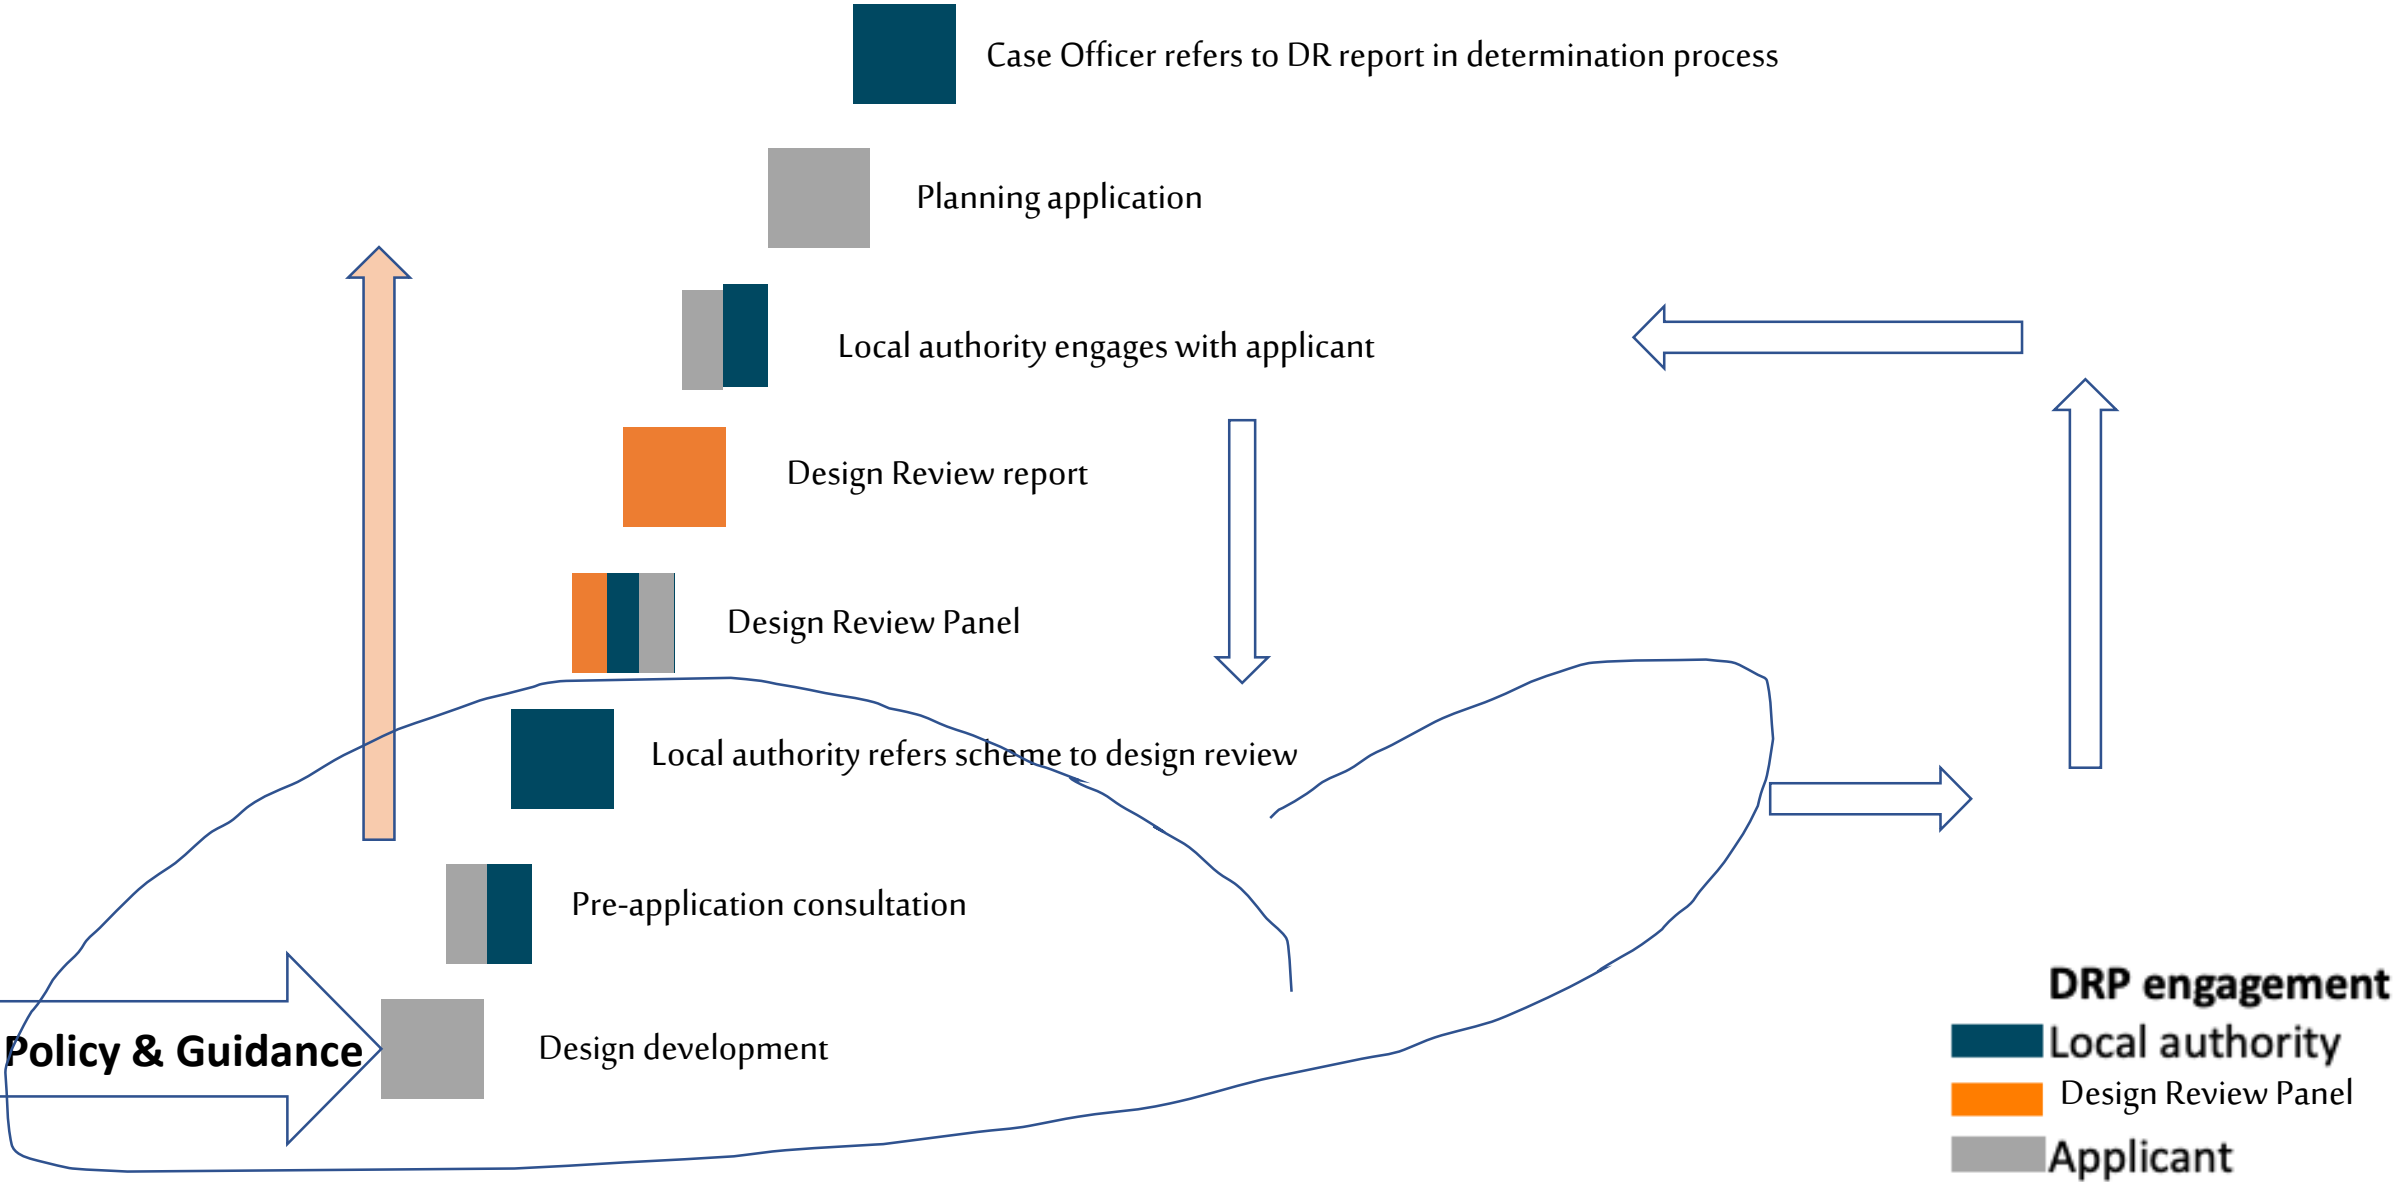 Case Officer refers to DR report in determination process
Planning application
Local authority engages with applicant
Design Review report
Design Review Panel
Local authority refers scheme to design review
Pre-application consultation
Policy & Guidance
Design development
DRP engagement
Local authority
Design Review Panel
Applicant